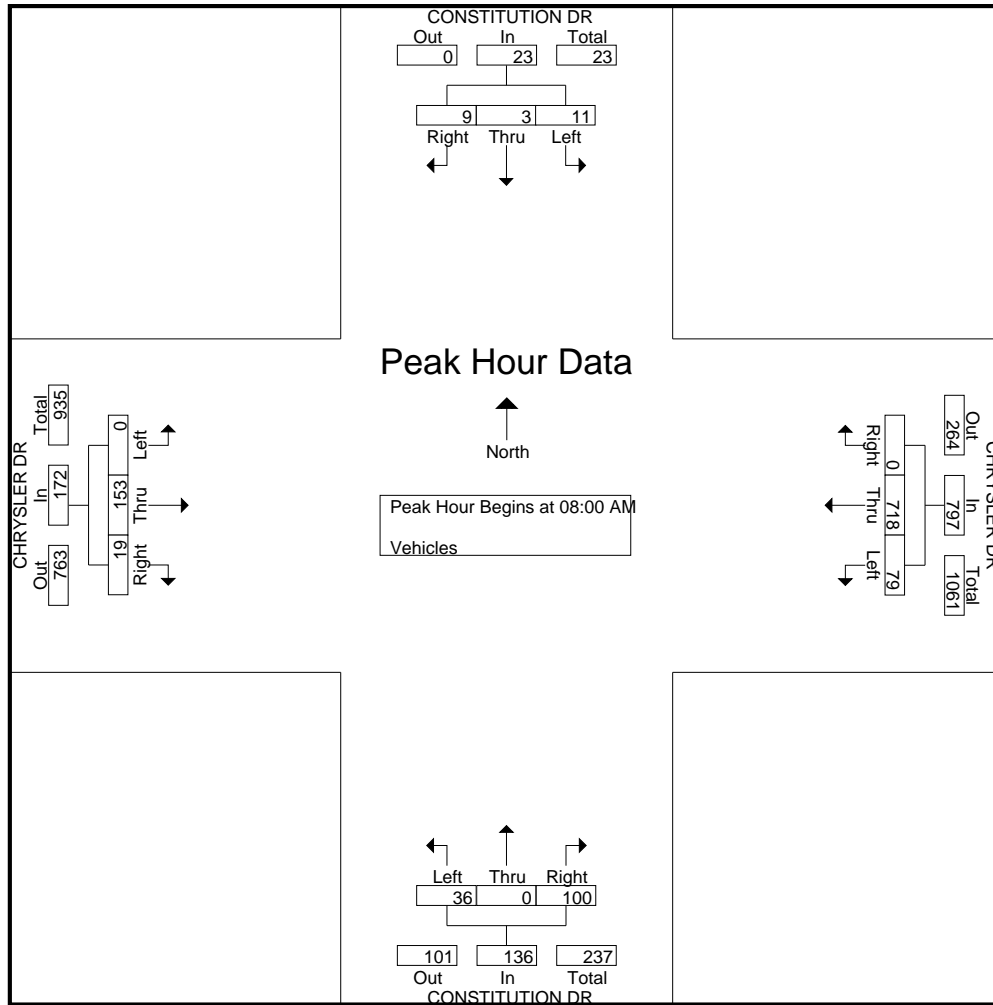 CONSTITUTION DR
Out In Total
0 23 23
9 3 11
Right Thru Left
Peak Hour Data
North
Peak Hour Begins at 08:00 AM
Vehicles
CHRYSLER DR
Out In Total
763 172 935
19 153 0
Right Thru Left
CHRYSLER DR
Out In Total
264 797 1061
0 718 79
Right Thru Left
Left Thru Right
36 0 100
101 136 237
Out In Total
CONSTITUTION DR